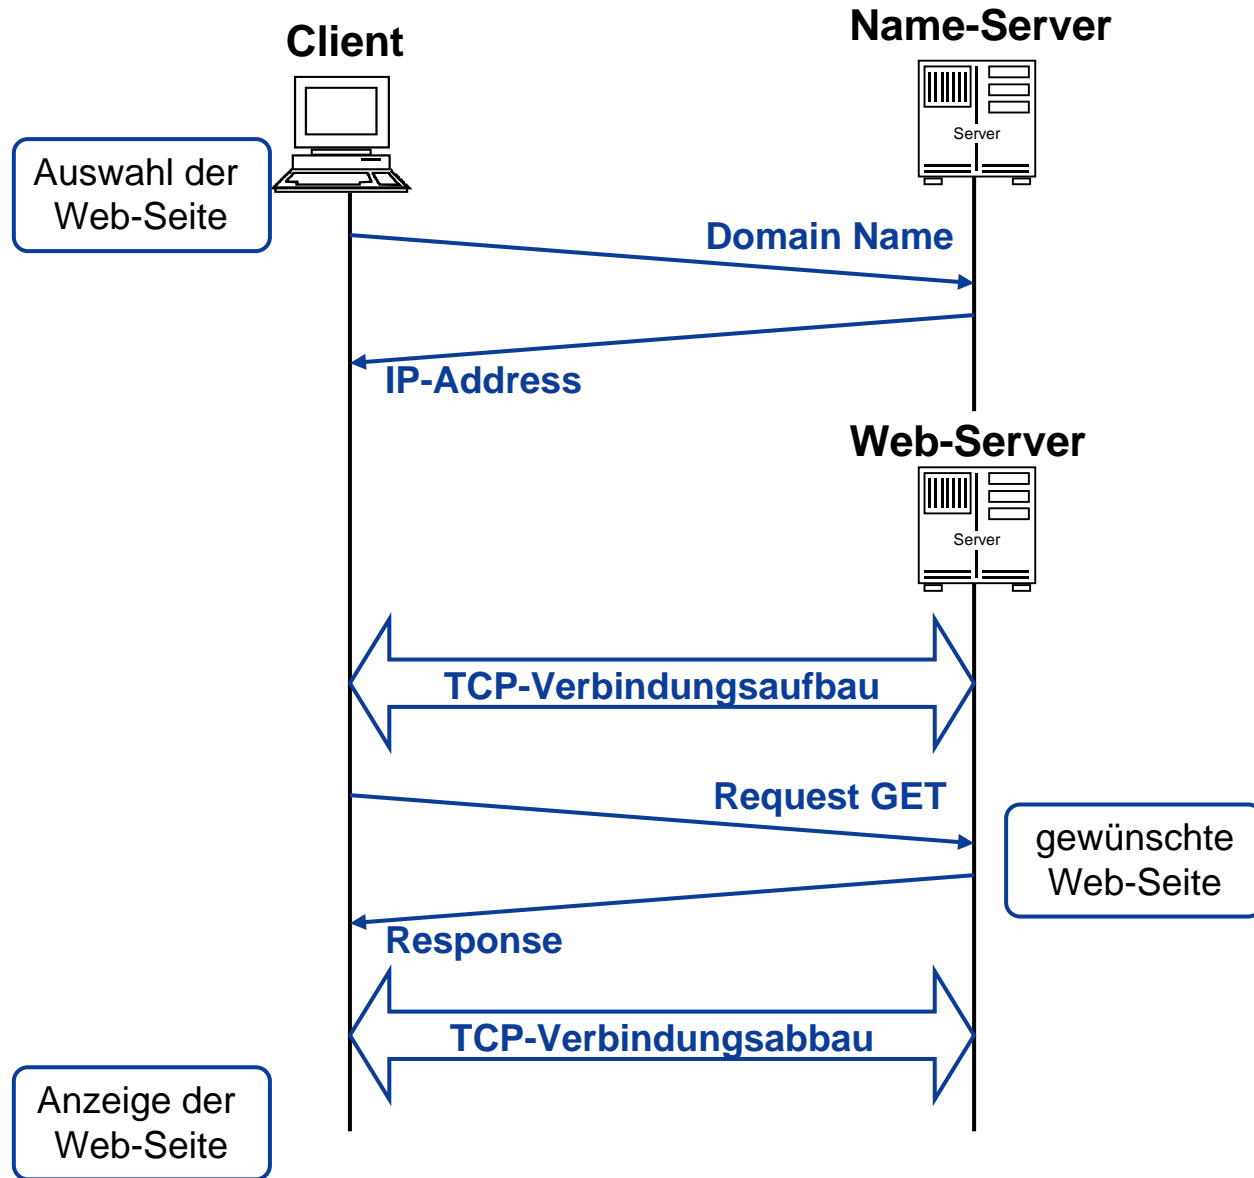 Client
Name-Server
Server
Auswahl der
Web-Seite
Domain Name
IP-Address
Web-Server
Server
TCP-Verbindungsaufbau
Request GET
gewünschte
Web-Seite
Response
TCP-Verbindungsabbau
Anzeige der
Web-Seite